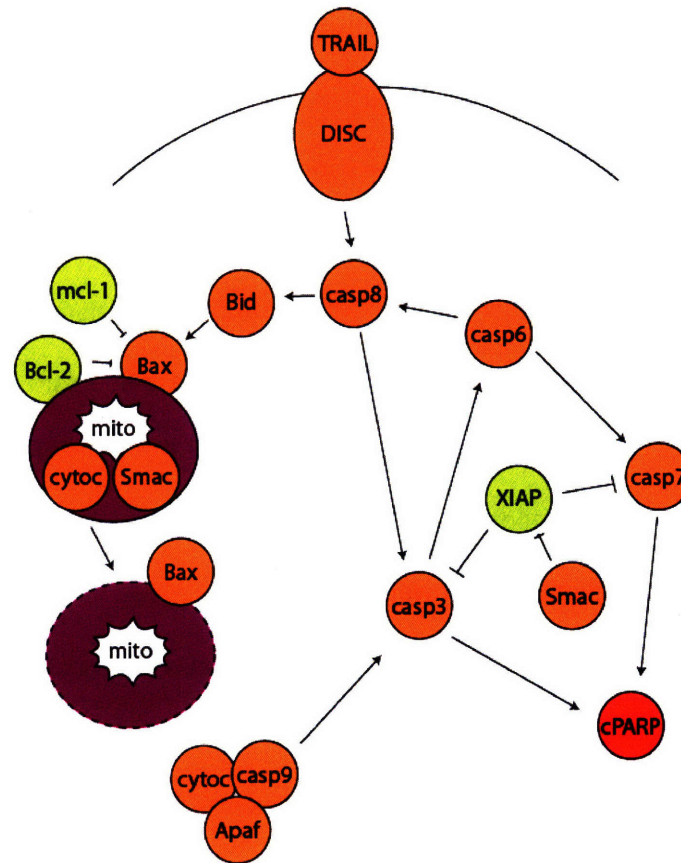 TRAIL
DISC
mcl-1
Bid
casp8
casp6
Bcl-2
Bax
mito
cytoc
Smac
XIAP
casp7
Bax
casp3
Smac
mito
cPARP
cytoc
casp9
Apaf